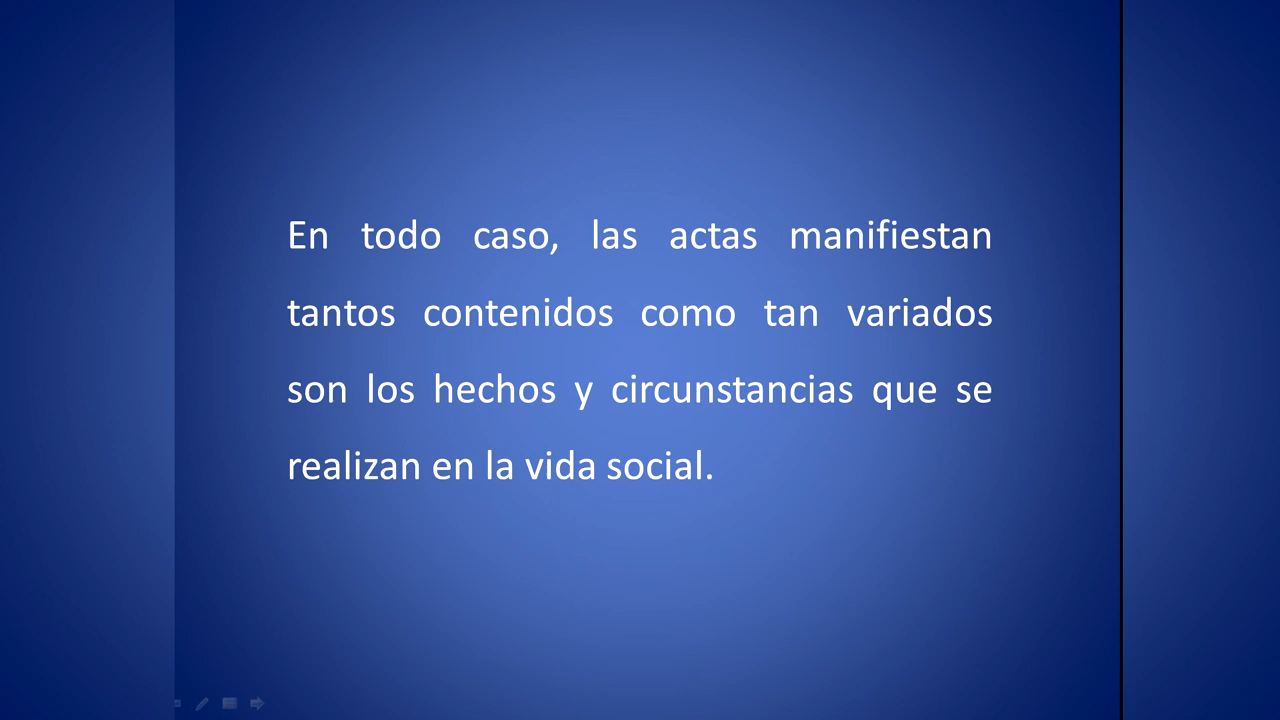 En todo caso, las actas manifiestan
tantos contenidos como tan variados
son los hechos y circunstancias que se
realizan en la vida social.